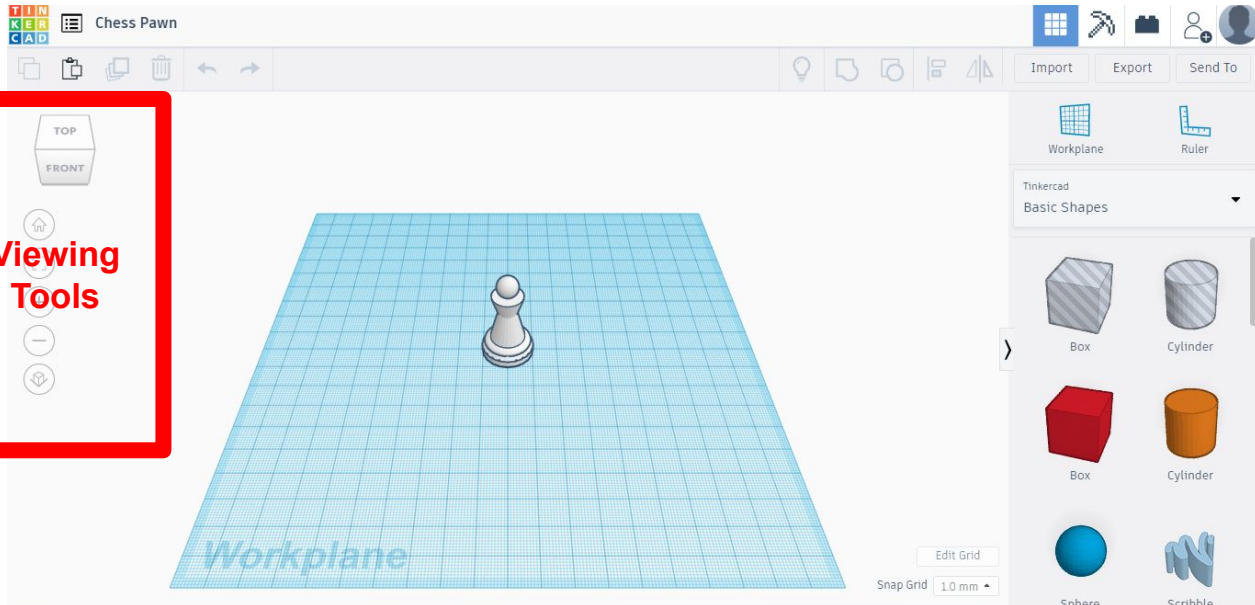 TIN
KER
CAD
Chess Pawn
Import Export Send To
TOP
FRONT
Viewing
Tools
Workplane Ruler
Tinkercad
Basic Shapes
Box Cylinder
Box Cylinder
Workplane
Edit Grid
Snap Grid 1.0 mm
Sphere Scribble